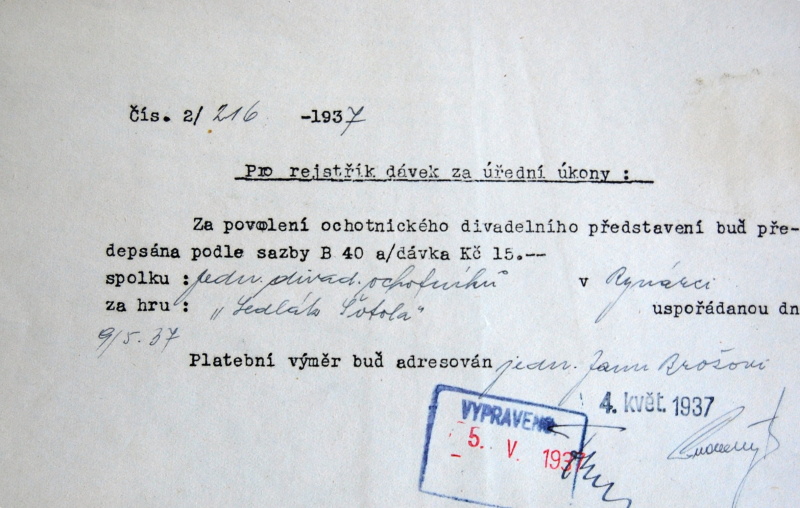 Čís. 2/ 216 -1937
Pro rejstřík dávek za úřední úkony :
Za povolení ochotnického divadelního představení buď pře-
depsána podle sazby B 40 a/dávka Kč 15.--
spolku : jedn. divad. ochotníků v Rynárci
za hru : „Sedlák Šótola" uspořádanou dn
9/5. 37
Platební výměr buď adresován jedn. Janu Brožovi
4. květ. 1937
VYPRAVENO
5. V. 1937